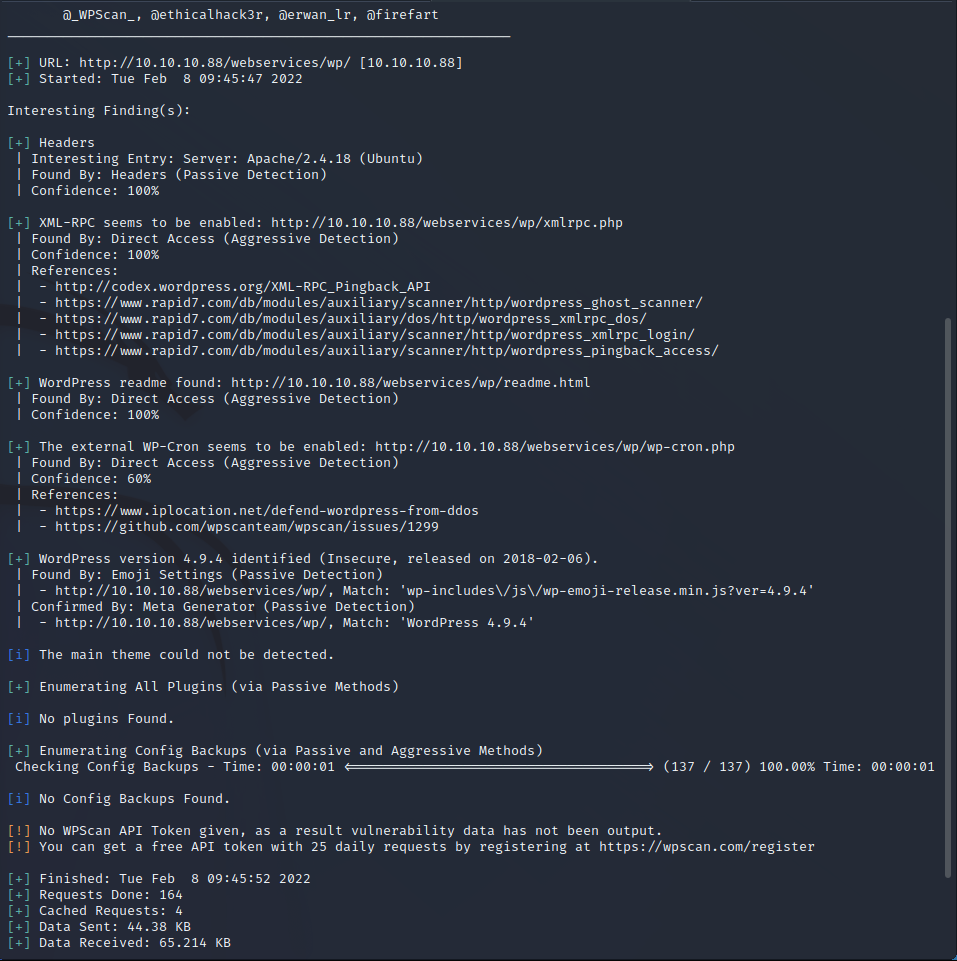 @_WPScan_, @ethicalhack3r, @erwan_lr, @firefart
_______________________________________________________________
[+] URL: http://10.10.10.88/webservices/wp/ [10.10.10.88]
[+] Started: Tue Feb  8 09:45:47 2022
Interesting Finding(s):
[+] Headers
 | Interesting Entry: Server: Apache/2.4.18 (Ubuntu)
 | Found By: Headers (Passive Detection)
 | Confidence: 100%
[+] XML-RPC seems to be enabled: http://10.10.10.88/webservices/wp/xmlrpc.php
 | Found By: Direct Access (Aggressive Detection)
 | Confidence: 100%
 | References:
 |  - http://codex.wordpress.org/XML-RPC_Pingback_API
 |  - https://www.rapid7.com/db/modules/auxiliary/scanner/http/wordpress_ghost_scanner/
 |  - https://www.rapid7.com/db/modules/auxiliary/dos/http/wordpress_xmlrpc_dos/
 |  - https://www.rapid7.com/db/modules/auxiliary/scanner/http/wordpress_xmlrpc_login/
 |  - https://www.rapid7.com/db/modules/auxiliary/scanner/http/wordpress_pingback_access/
[+] WordPress readme found: http://10.10.10.88/webservices/wp/readme.html
 | Found By: Direct Access (Aggressive Detection)
 | Confidence: 100%
[+] The external WP-Cron seems to be enabled: http://10.10.10.88/webservices/wp/wp-cron.php
 | Found By: Direct Access (Aggressive Detection)
 | Confidence: 60%
 | References:
 |  - https://www.iplocation.net/defend-wordpress-from-ddos
 |  - https://github.com/wpscanteam/wpscan/issues/1299
[+] WordPress version 4.9.4 identified (Insecure, released on 2018-02-06).
 | Found By: Emoji Settings (Passive Detection)
 |  - http://10.10.10.88/webservices/wp/, Match: 'wp-includes\/js\/wp-emoji-release.min.js?ver=4.9.4'
 | Confirmed By: Meta Generator (Passive Detection)
 |  - http://10.10.10.88/webservices/wp/, Match: 'WordPress 4.9.4'
[i] The main theme could not be detected.
[+] Enumerating All Plugins (via Passive Methods)
[i] No plugins Found.
[+] Enumerating Config Backups (via Passive and Aggressive Methods)
 Checking Config Backups - Time: 00:00:01 <======================================> (137 / 137) 100.00% Time: 00:00:01
[i] No Config Backups Found.
[!] No WPScan API Token given, as a result vulnerability data has not been output.
[!] You can get a free API token with 25 daily requests by registering at https://wpscan.com/register
[+] Finished: Tue Feb  8 09:45:52 2022
[+] Requests Done: 164
[+] Cached Requests: 4
[+] Data Sent: 44.38 KB
[+] Data Received: 65.214 KB